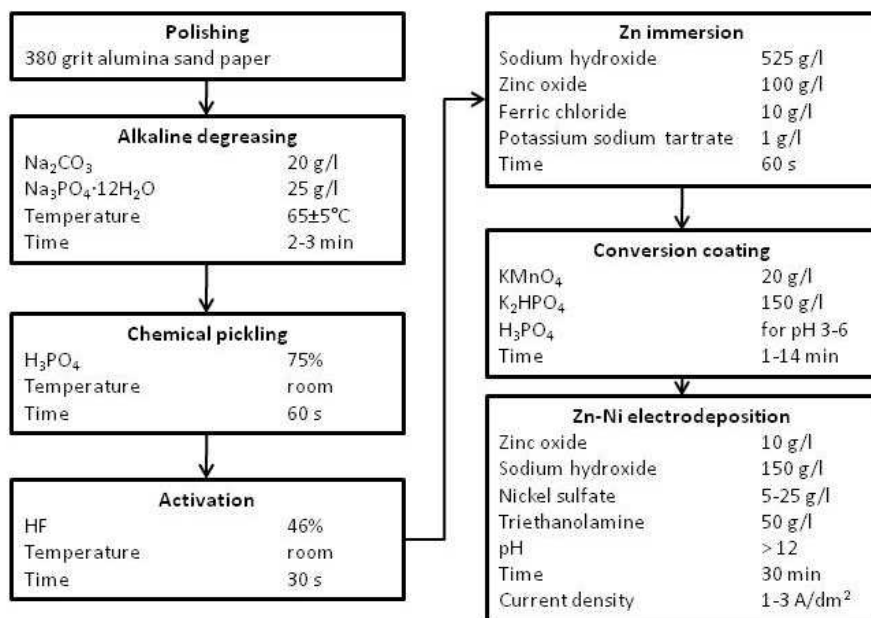 Polishing
380 grit alumina sand paper
Alkaline degreasing
Na₂CO₃ 20 g/l
Na₃PO₄·12H₂O 25 g/l
Temperature 65±5°C
Time 2-3 min
Chemical pickling
H₃PO₄ 75%
Temperature room
Time 60 s
Activation
HF 46%
Temperature room
Time 30 s
Zn immersion
Sodium hydroxide 525 g/l
Zinc oxide 100 g/l
Ferric chloride 10 g/l
Potassium sodium tartrate 1 g/l
Time 60 s
Conversion coating
KMnO₄ 20 g/l
K₂HPO₄ 150 g/l
H₃PO₄ for pH 3-6
Time 1-14 min
Zn-Ni electrodeposition
Zinc oxide 10 g/l
Sodium hydroxide 150 g/l
Nickel sulfate 5-25 g/l
Triethanolamine 50 g/l
pH > 12
Time 30 min
Current density 1-3 A/dm²